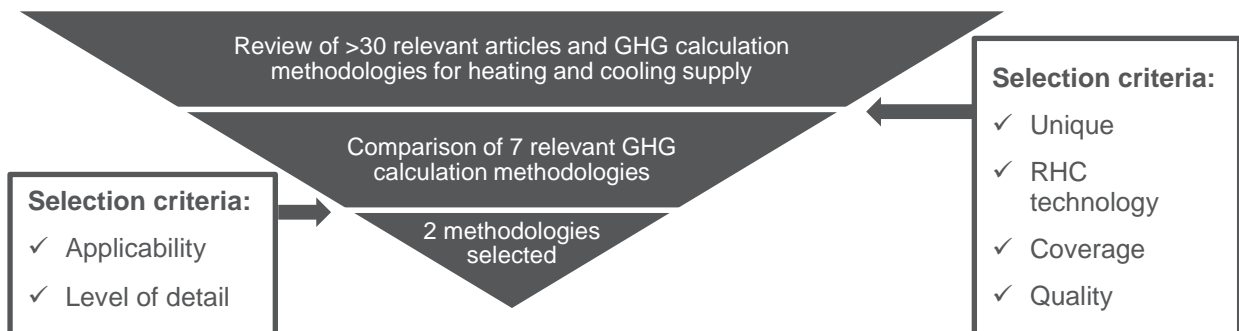 Review of >30 relevant articles and GHG calculation
methodologies for heating and cooling supply
Comparison of 7 relevant GHG
calculation methodologies
2 methodologies
selected
Selection criteria:
✓ Unique
✓ RHC
technology
✓ Coverage
✓ Quality
Selection criteria:
✓ Applicability
✓ Level of detail